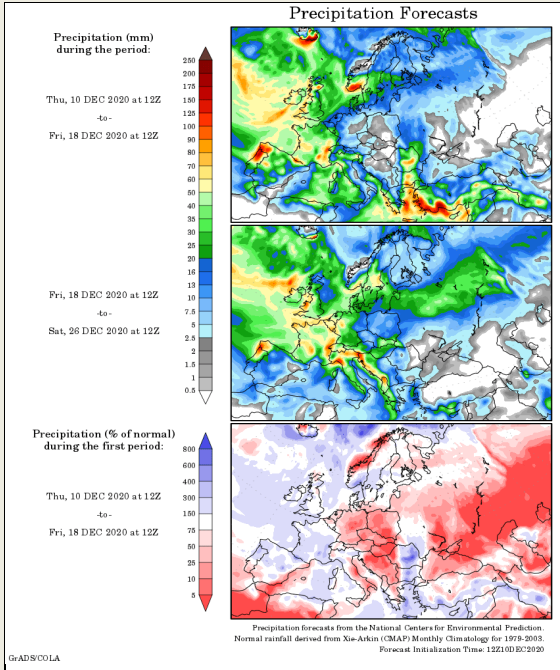 Precipitation Forecasts
Precipitation (mm)
during the period:
Thu, 10 DEC 2020 at 12Z
-to-
Fri, 18 DEC 2020 at 12Z
250
200
175
150
125
100
90
80
70
60
50
40
35
30
25
20
16
13
10
7.5
5
2.5
2
1.5
1
0.5
Fri, 18 DEC 2020 at 12Z
-to-
Sat, 26 DEC 2020 at 12Z
Precipitation (% of normal)
during the first period:
Thu, 10 DEC 2020 at 12Z
-to-
Fri, 18 DEC 2020 at 12Z
800
600
400
300
150
75
50
25
10
5
Precipitation forecasts from the National Centers for Environmental Prediction.
Normal rainfall derived from Xie-Arkin (CMAP) Monthly Climatology for 1979-2003.
Forecast Initialization Time: 12Z10DEC2020
GrADS/COLA